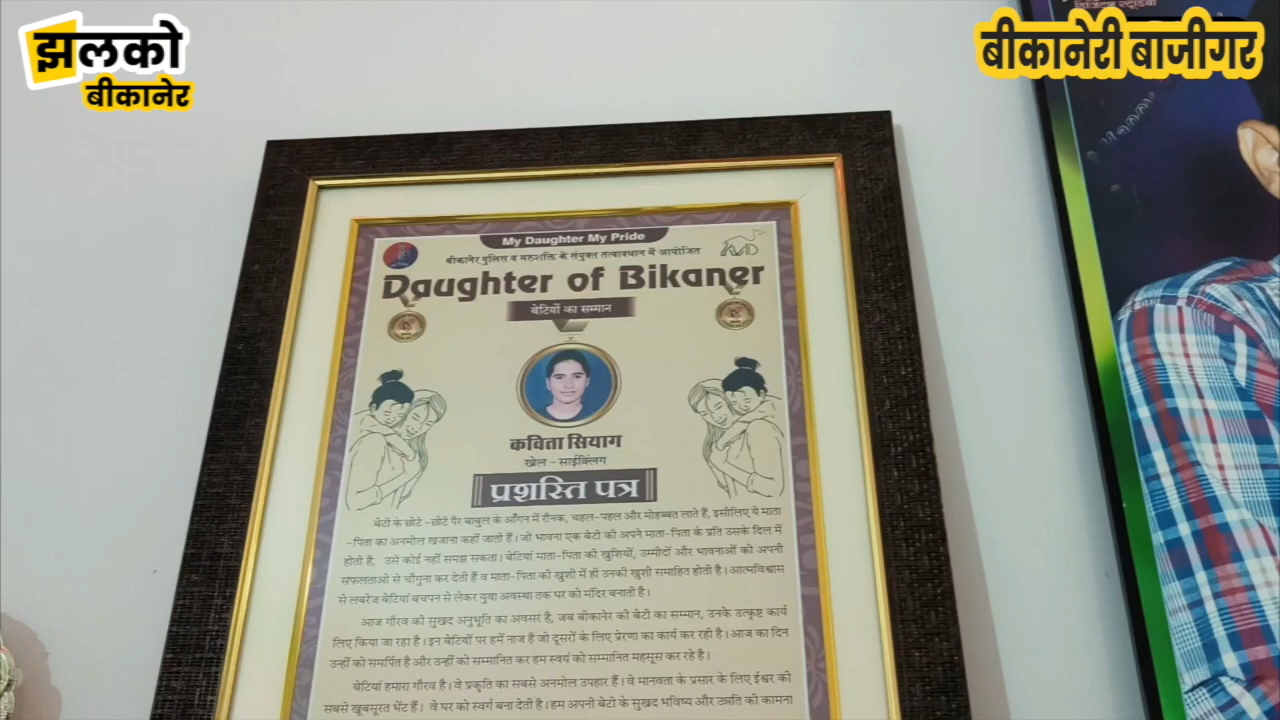 झलको
बीकानेर
बीकानेरी बाजीगर
डिजिटल स्टूडियो
My Daughter My Pride
बीकानेर पुलिस व मरुशक्ति के संयुक्त तत्वावधान में आयोजित
KMD
Daughter of Bikaner
बेटियों का सम्मान
कविता सियाग
खेल - साईक्लिंग
प्रशस्ति पत्र
बेटी के छोटे -छोटे पैर बाबुल के आँगन में रौनक, चहल-पहल और मोहब्बत लाते हैं, इसीलिए ये माता
-पिता का अनमोल खजाना कहीं जाती हैं। जो भावना एक बेटी की अपने माता-पिता के प्रति उसके दिल में
होती है, उसे कोई नहीं समझ सकता। बेटियां माता-पिता की खुशियों, उम्मीदों और भावनाओं को अपनी
सफलताओं से चौगुना कर देती हैं व माता-पिता की खुशी में ही उनकी खुशी समाहित होती है। आत्मविश्वास
से लबरेज बेटियां बचपन से लेकर युवा अवस्था तक घर को मंदिर बनाती है।
आज गौरव की सुखद अनुभूति का अवसर है, जब बीकानेर की बेटी का सम्मान, उनके उत्कृष्ट कार्य
लिए किया जा रहा है। इन बेटियों पर हमें नाज है जो दूसरों के लिए प्रेरणा का कार्य कर रही है। आज का दिन
उन्हीं को समर्पित है और उन्हीं को सम्मानित कर हम स्वयं को सम्मानित महसूस कर रहे है।
बेटियां हमारा गौरव है। वे प्रकृति का सबसे अनमोल उपहार हैं। वे मानवता के प्रसार के लिए ईश्वर की
सबसे खूबसूरत भेंट हैं। वे घर को स्वर्ग बना देती है। हम अपनी बेटी के सुखद भविष्य और उन्नति की कामना